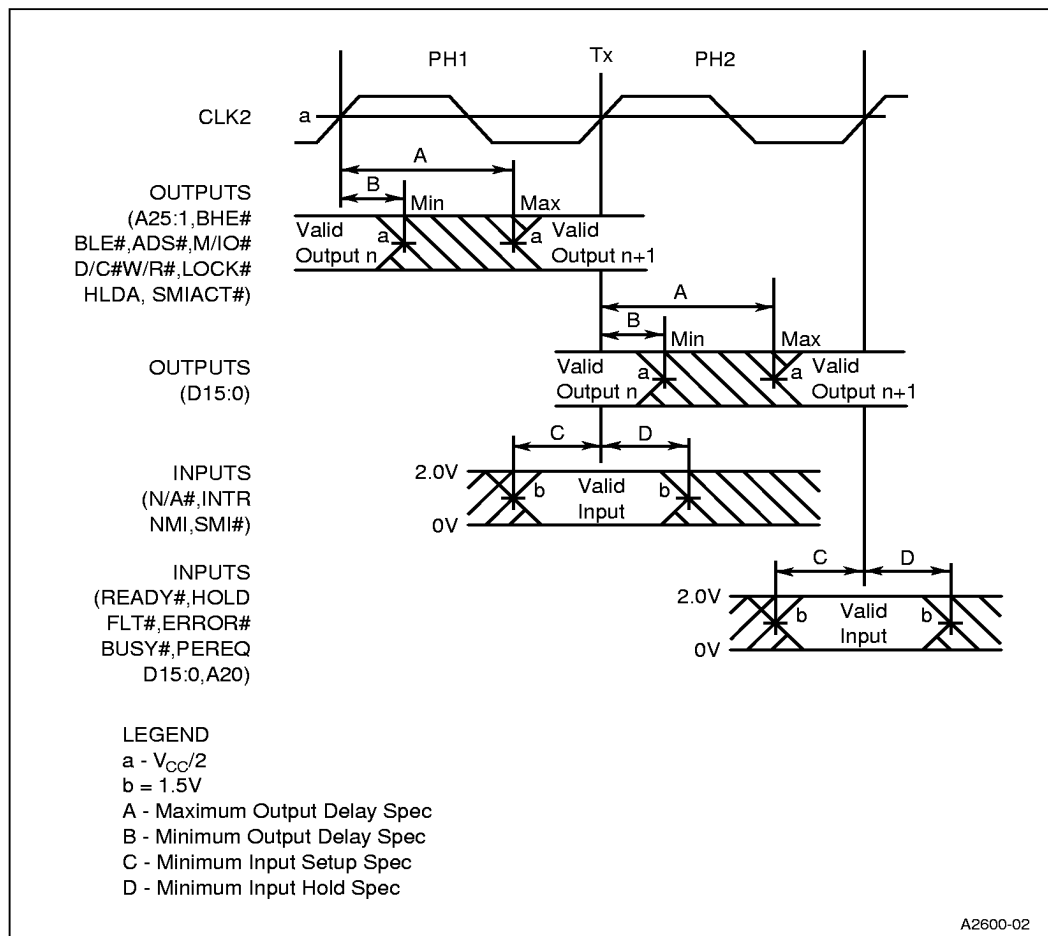 PH1 Tx PH2
CLK2 a
A
B
Min Max
OUTPUTS
(A25:1,BHE#
BLE#,ADS#,M/IO#
D/C#W/R#,LOCK#
HLDA, SMIACT#)
Valid
Output n
a a
Valid
Output n+1
A
B
Min Max
OUTPUTS
(D15:0)
Valid
Output n
a a
Valid
Output n+1
C D
INPUTS
(N/A#,INTR
NMI,SMI#)
2.0V
0V
b
Valid
Input
b
C D
INPUTS
(READY#,HOLD
FLT#,ERROR#
BUSY#,PEREQ
D15:0,A20)
2.0V
0V
b
Valid
Input
b
LEGEND
a - VCC/2
b = 1.5V
A - Maximum Output Delay Spec
B - Minimum Output Delay Spec
C - Minimum Input Setup Spec
D - Minimum Input Hold Spec
A2600-02